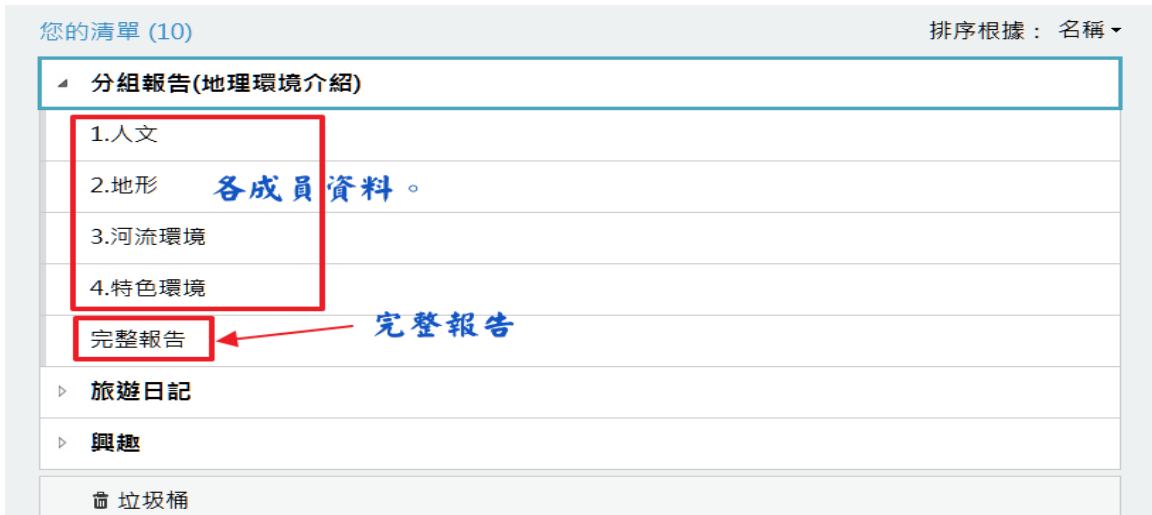 您的清單 (10) 排序根據： 名稱
分組報告(地理環境介紹)
1.人文
2.地形 各成員資料。
3.河流環境
4.特色環境
完整報告 完整報告
旅遊日記
興趣
垃圾桶